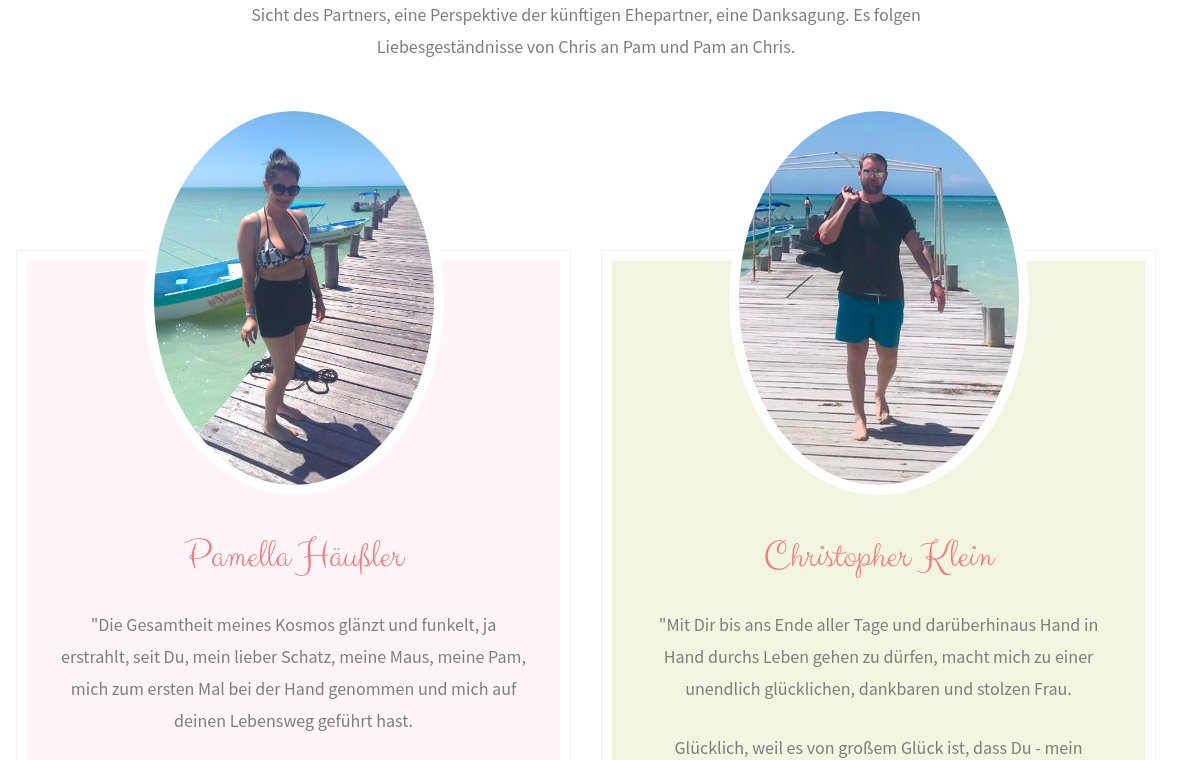 Sicht des Partners, eine Perspektive der künftigen Ehepartner, eine Danksagung. Es folgen
Liebesgeständnisse von Chris an Pam und Pam an Chris.
Pamella Häußler
"Die Gesamtheit meines Kosmos glänzt und funkelt, ja
erstrahlt, seit Du, mein lieber Schatz, meine Maus, meine Pam,
mich zum ersten Mal bei der Hand genommen und mich auf
deinen Lebensweg geführt hast.
Christopher Klein
"Mit Dir bis ans Ende aller Tage und darüberhinaus Hand in
Hand durchs Leben gehen zu dürfen, macht mich zu einer
unendlich glücklichen, dankbaren und stolzen Frau.
Glücklich, weil es von großem Glück ist, dass Du - mein